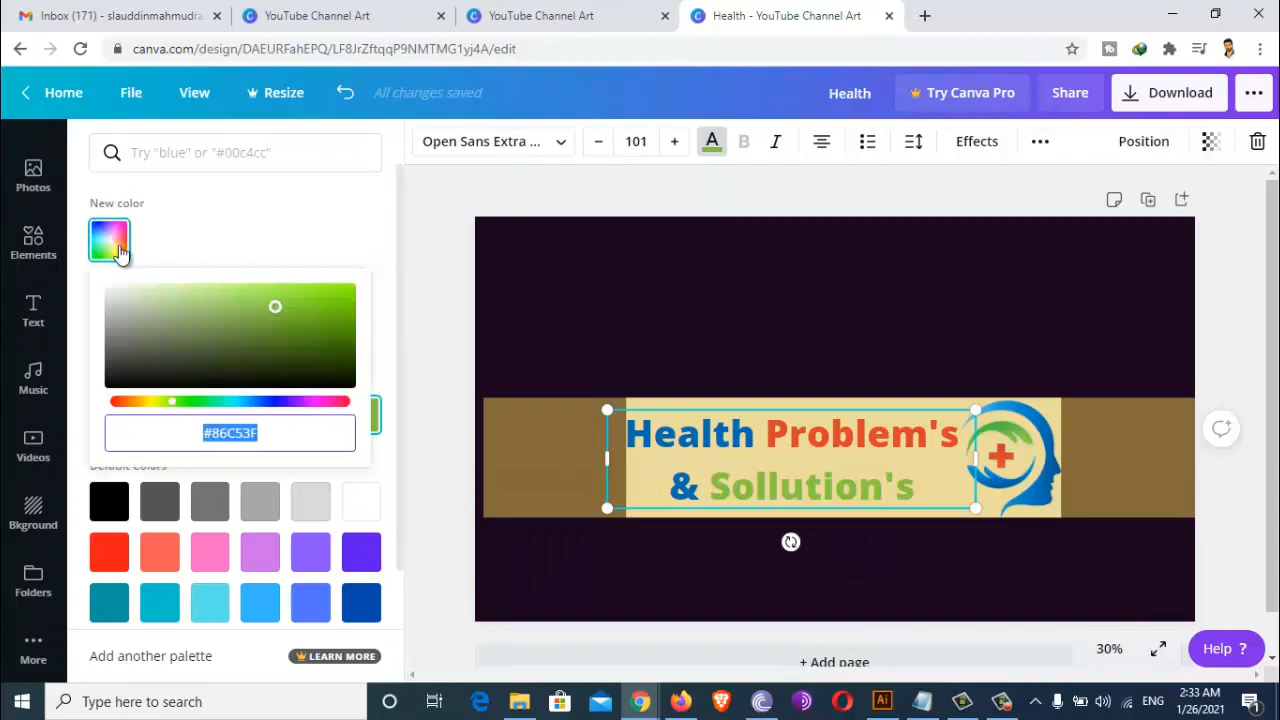 Inbox (171) - slauddinmahmudra
YouTube Channel Art
YouTube Channel Art
Health - YouTube Channel Art
canva.com/design/DAEURFahEPQ/LF8JrZftqqP9NMTMG1yj4A/edit
Home
File
View
Resize
All changes saved
Health
Try Canva Pro
Share
Download
Try "blue" or "#00c4cc"
Open Sans Extra ...
101
A
B
I
Effects
Position
Photos
Elements
Text
Music
Videos
Bkground
Folders
More
New color
#86C53F
Default Colors
Add another palette
LEARN MORE
Health Problem's
& Sollution's
+ Add page
30%
Help ?
Type here to search
Ai
ENG
2:33 AM
1/26/2021
1